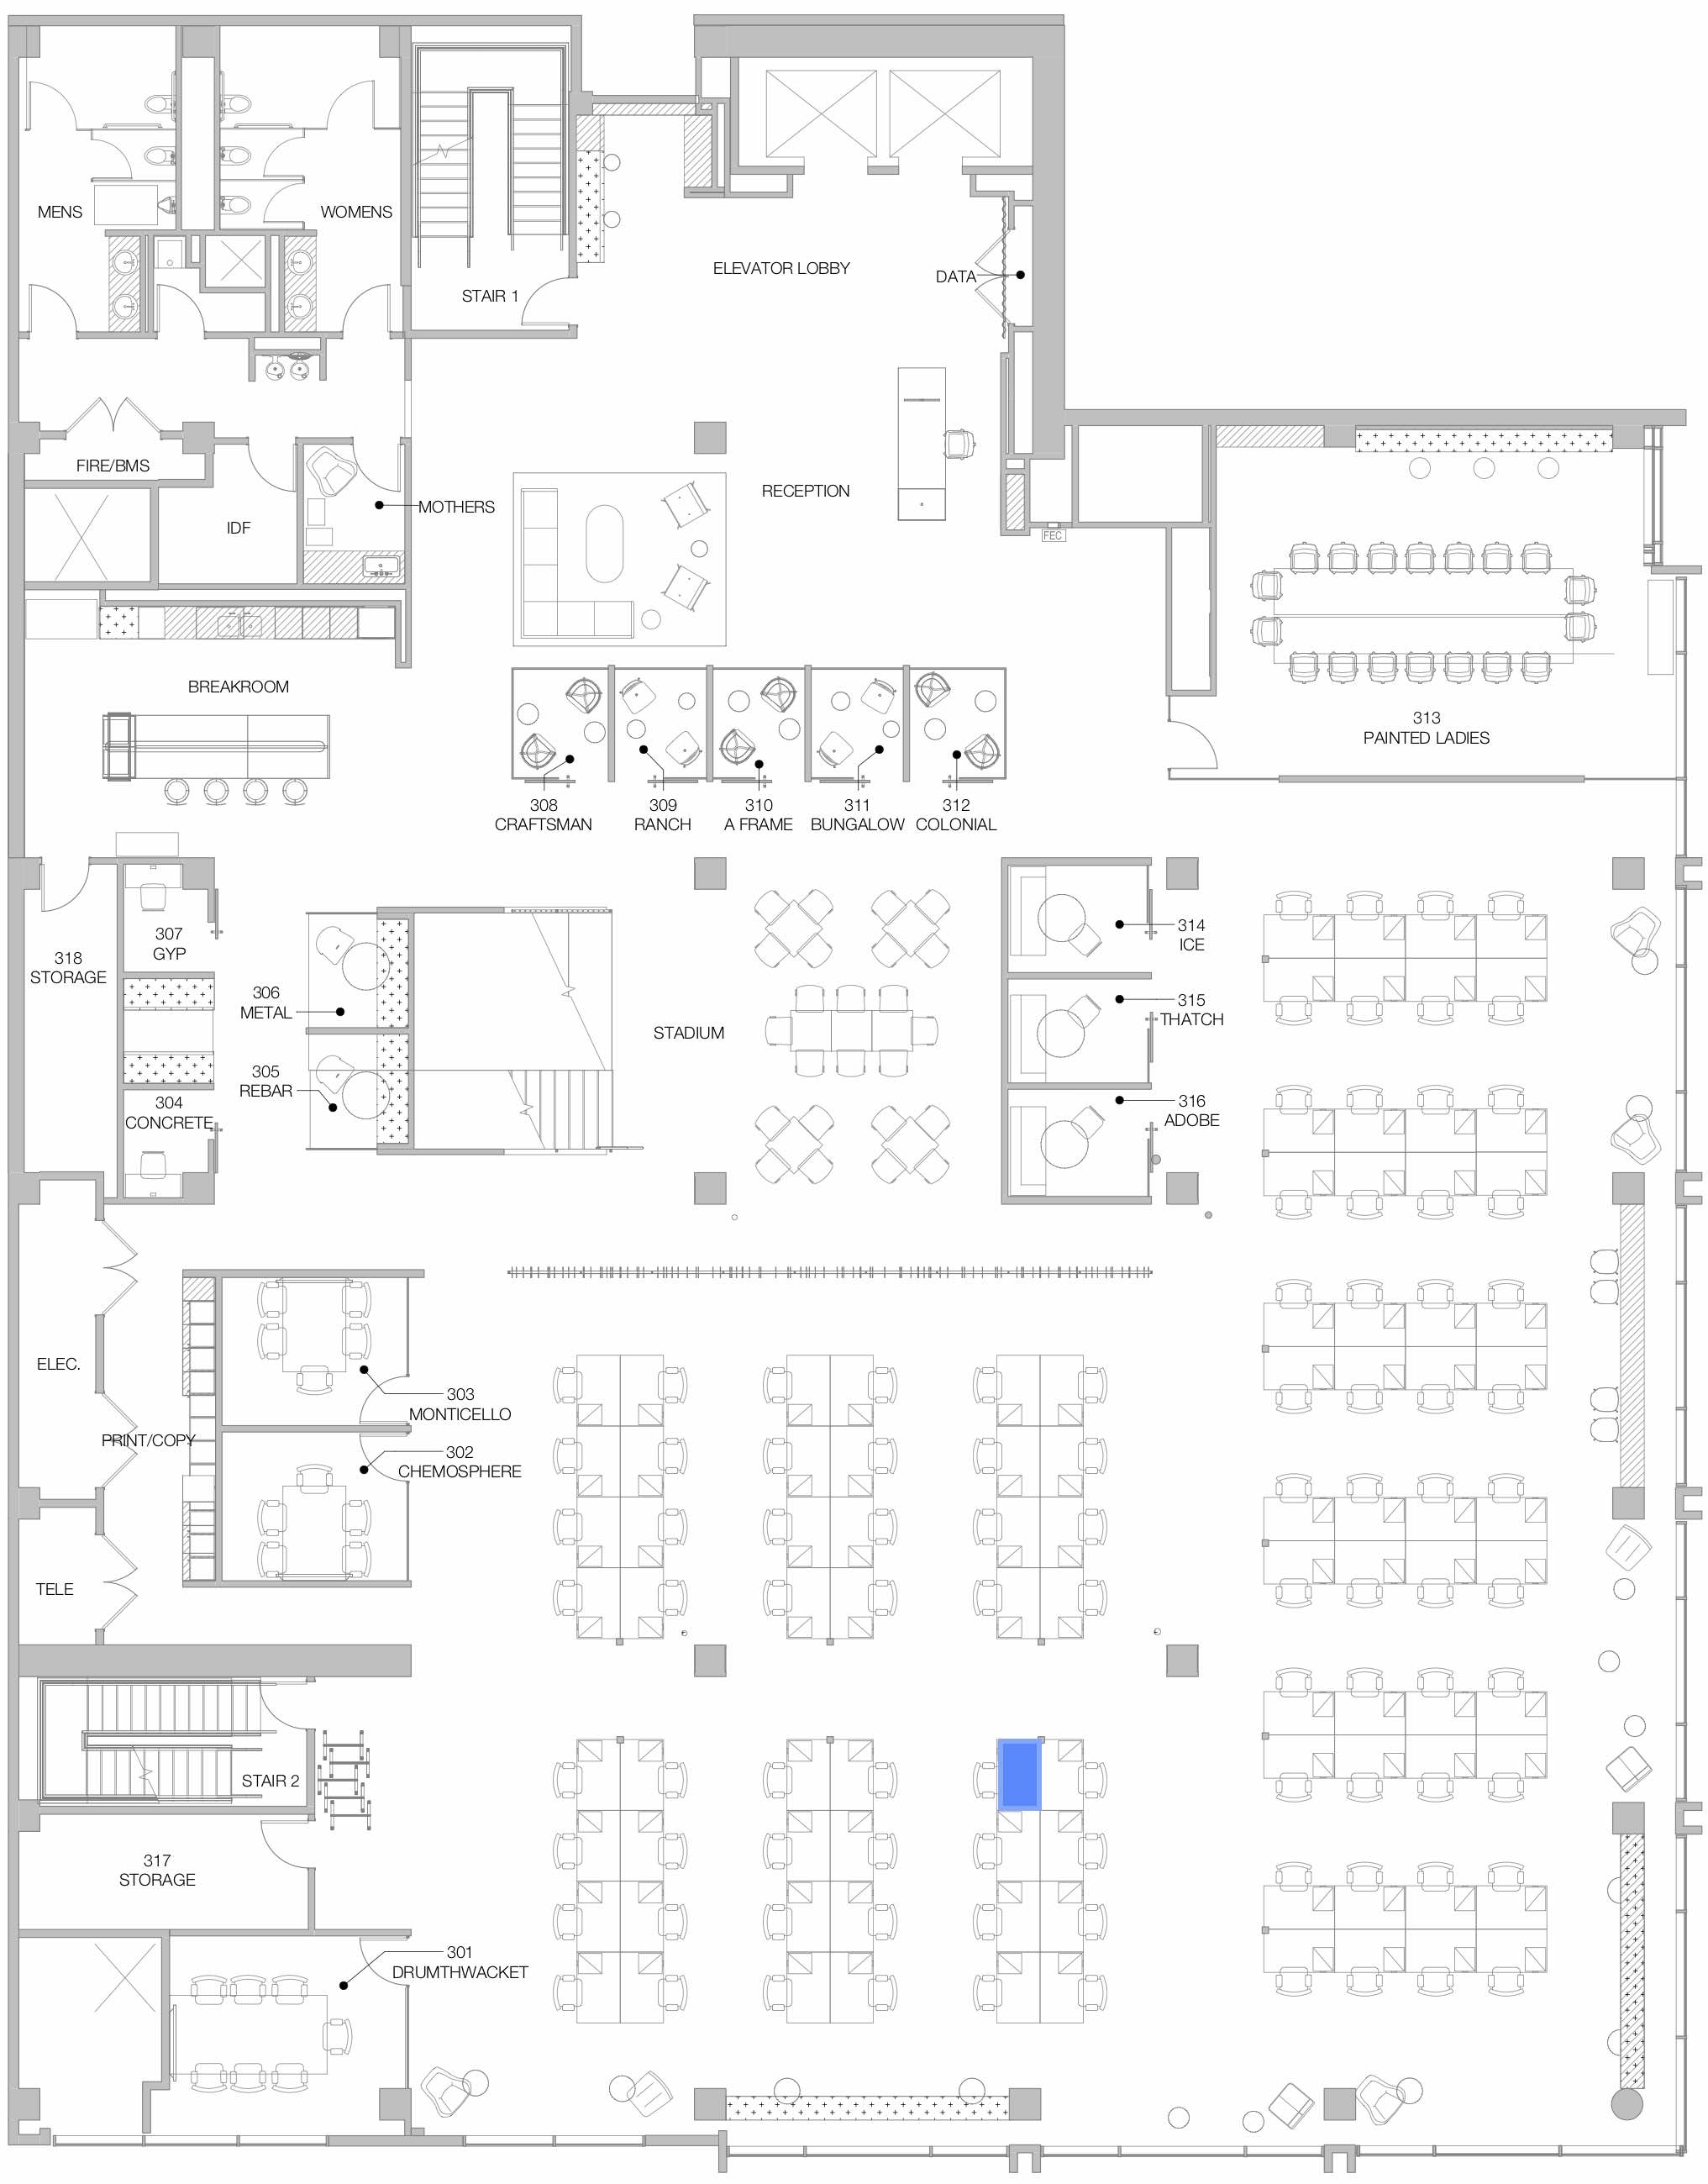 MENS
WOMENS
STAIR 1
ELEVATOR LOBBY
DATA
FIRE/BMS
IDF
MOTHERS
RECEPTION
FEC
BREAKROOM
313
PAINTED LADIES
308
CRAFTSMAN
309
RANCH
310
A FRAME
311
BUNGALOW
312
COLONIAL
318
STORAGE
307
GYP
306
METAL
305
REBAR
304
CONCRETE
STADIUM
314
ICE
315
THATCH
316
ADOBE
ELEC.
PRINT/COPY
303
MONTICELLO
302
CHEMOSPHERE
TELE
STAIR 2
317
STORAGE
301
DRUMTHWACKET